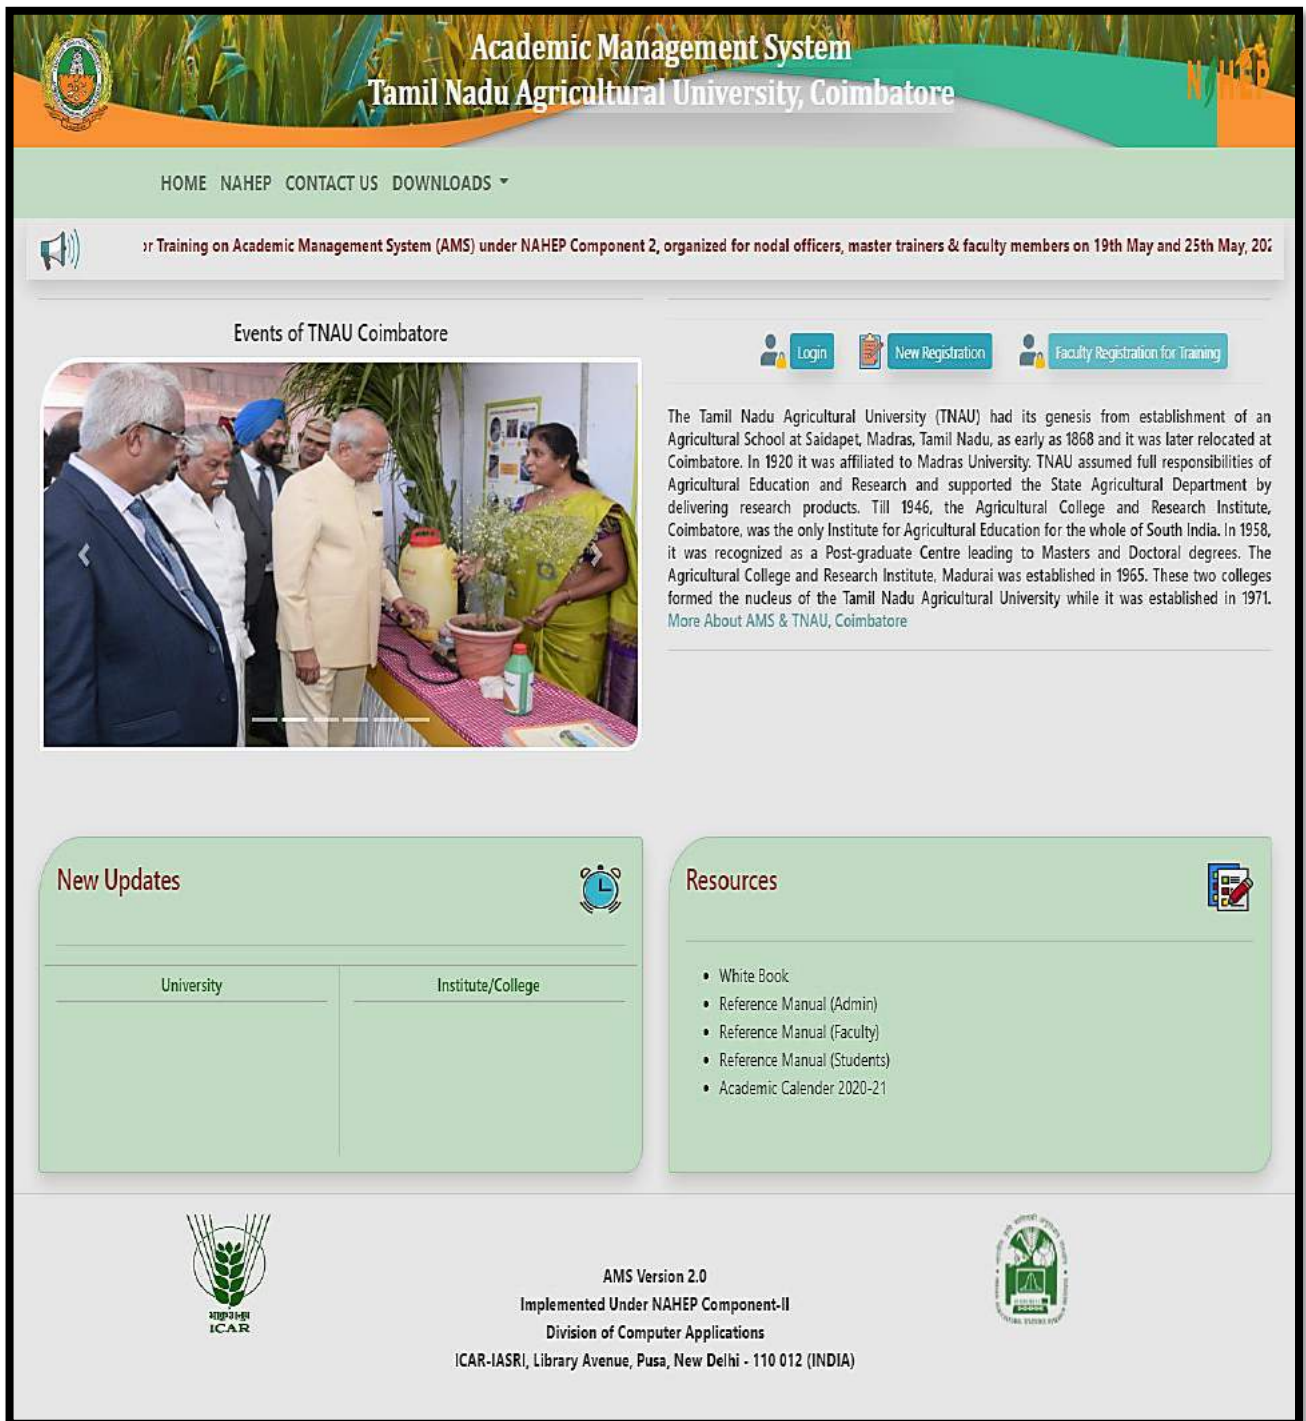 Academic Management System
Tamil Nadu Agricultural University, Coimbatore
NAHEP
HOME NAHEP CONTACT US DOWNLOADS
or Training on Academic Management System (AMS) under NAHEP Component 2, organized for nodal officers, master trainers & faculty members on 19th May and 25th May, 202
Events of TNAU Coimbatore
Login New Registration Faculty Registration for Training
The Tamil Nadu Agricultural University (TNAU) had its genesis from establishment of an
Agricultural School at Saidapet, Madras, Tamil Nadu, as early as 1868 and it was later relocated at
Coimbatore. In 1920 it was affiliated to Madras University. TNAU assumed full responsibilities of
Agricultural Education and Research and supported the State Agricultural Department by
delivering research products. Till 1946, the Agricultural College and Research Institute,
Coimbatore, was the only Institute for Agricultural Education for the whole of South India. In 1958,
it was recognized as a Post-graduate Centre leading to Masters and Doctoral degrees. The
Agricultural College and Research Institute, Madurai was established in 1965. These two colleges
formed the nucleus of the Tamil Nadu Agricultural University while it was established in 1971.
More About AMS & TNAU, Coimbatore
New Updates
University Institute/College
Resources
• White Book
• Reference Manual (Admin)
• Reference Manual (Faculty)
• Reference Manual (Students)
• Academic Calender 2020-21
ICAR
AMS Version 2.0
Implemented Under NAHEP Component-II
Division of Computer Applications
ICAR-IASRI, Library Avenue, Pusa, New Delhi - 110 012 (INDIA)